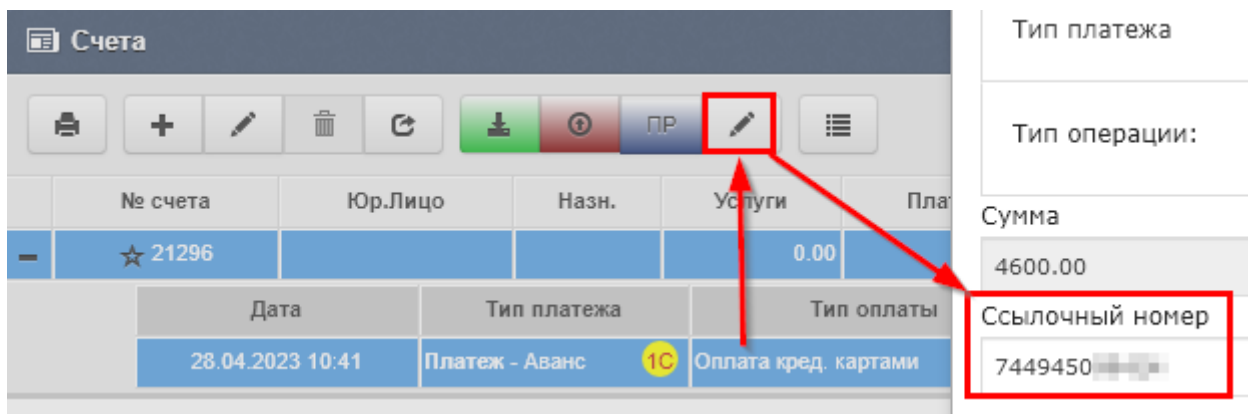 Счета
ПР
№ счета Юр.Лицо Назн. Услуги Пла
21296 0.00
Дата Тип платежа Тип оплаты
28.04.2023 10:41 Платеж - Аванс 1С Оплата кред. картами
Тип платежа
Тип операции:
Сумма
4600.00
Ссылочный номер
7449450